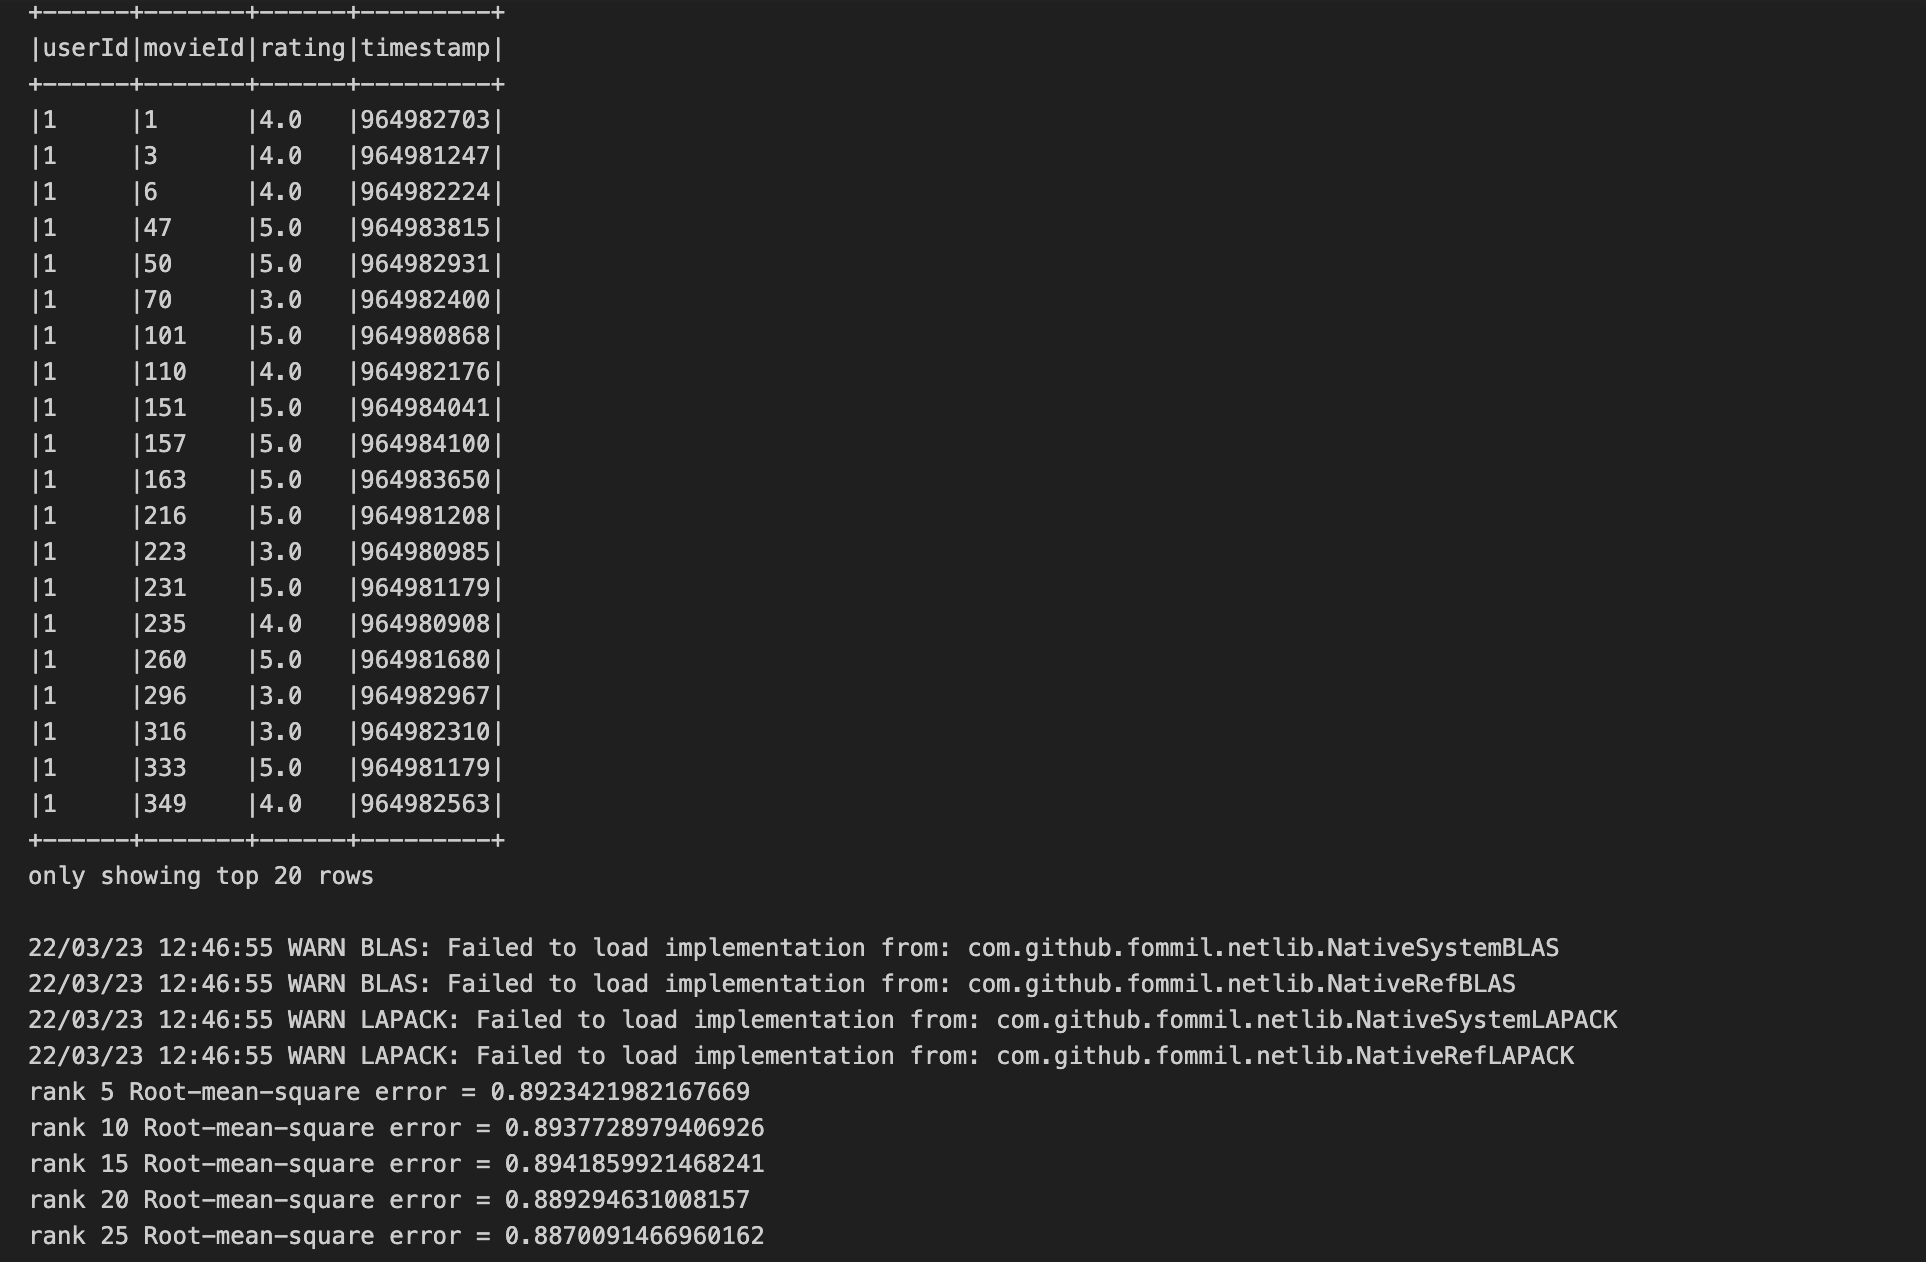 +------+-------+------+---------+
|userId|movieId|rating|timestamp|
+------+-------+------+---------+
|1     |1      |4.0   |964982703|
|1     |3      |4.0   |964981247|
|1     |6      |4.0   |964982224|
|1     |47     |5.0   |964983815|
|1     |50     |5.0   |964982931|
|1     |70     |3.0   |964982400|
|1     |101    |5.0   |964980868|
|1     |110    |4.0   |964982176|
|1     |151    |5.0   |964984041|
|1     |157    |5.0   |964984100|
|1     |163    |5.0   |964983650|
|1     |216    |5.0   |964981208|
|1     |223    |3.0   |964980985|
|1     |231    |5.0   |964981179|
|1     |235    |4.0   |964980908|
|1     |260    |5.0   |964981680|
|1     |296    |3.0   |964982967|
|1     |316    |3.0   |964982310|
|1     |333    |5.0   |964981179|
|1     |349    |4.0   |964982563|
+------+-------+------+---------+
only showing top 20 rows

22/03/23 12:46:55 WARN BLAS: Failed to load implementation from: com.github.fommil.netlib.NativeSystemBLAS
22/03/23 12:46:55 WARN BLAS: Failed to load implementation from: com.github.fommil.netlib.NativeRefBLAS
22/03/23 12:46:55 WARN LAPACK: Failed to load implementation from: com.github.fommil.netlib.NativeSystemLAPACK
22/03/23 12:46:55 WARN LAPACK: Failed to load implementation from: com.github.fommil.netlib.NativeRefLAPACK
rank 5 Root-mean-square error = 0.8923421982167669
rank 10 Root-mean-square error = 0.8937728979406926
rank 15 Root-mean-square error = 0.8941859921468241
rank 20 Root-mean-square error = 0.889294631008157
rank 25 Root-mean-square error = 0.8870091466960162